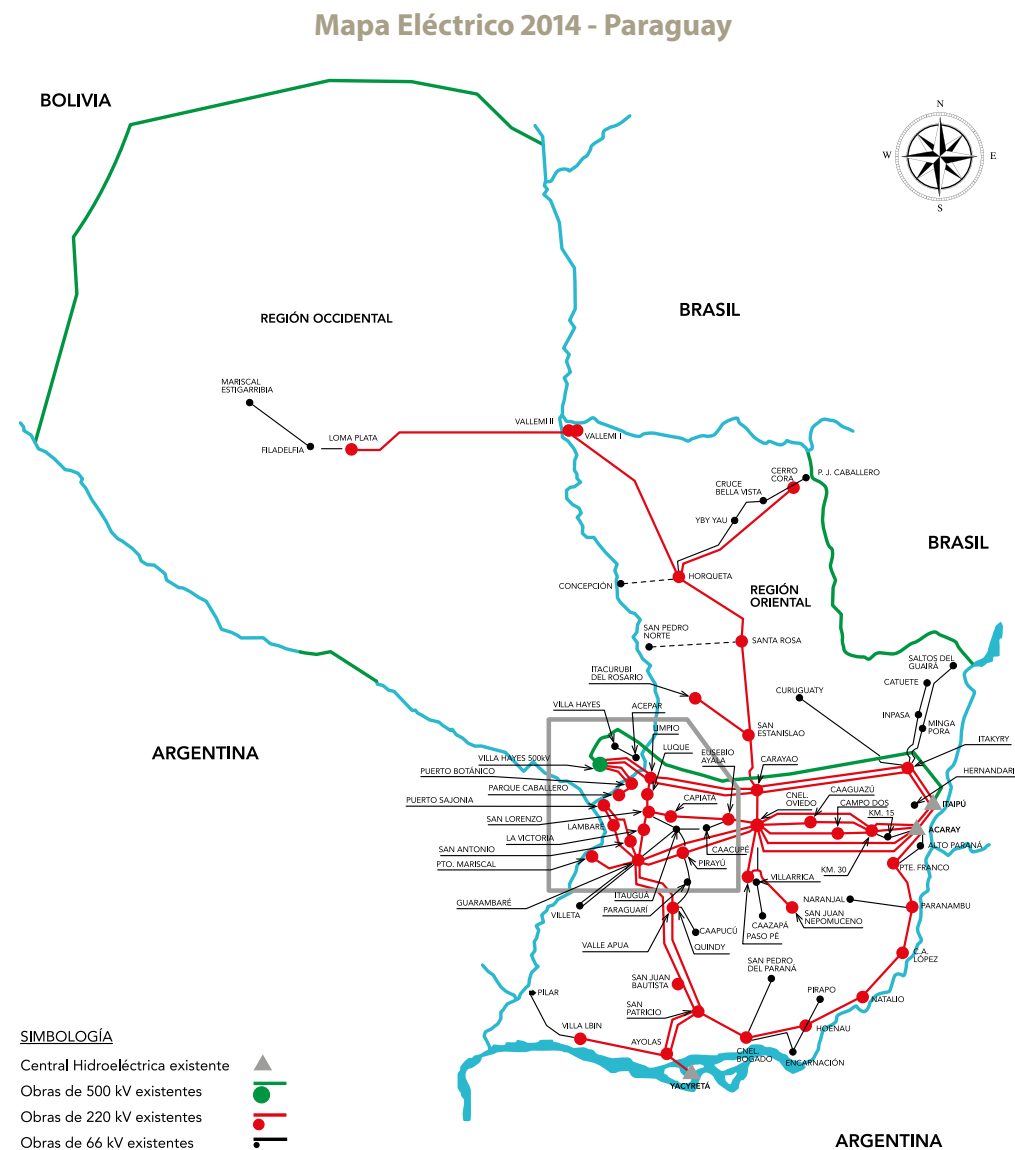 Mapa Eléctrico 2014 - Paraguay
BOLIVIA
N
W
E
S
BRASIL
REGIÓN OCCIDENTAL
MARISCAL
ESTIGARRIBIA
FILADELFIA
LOMA PLATA
VALLEMI II
VALLEMI I
CERRO
CORA
P. J. CABALLERO
CRUCE
BELLA VISTA
YBY YAU
BRASIL
HORQUETA
CONCEPCIÓN
REGIÓN
ORIENTAL
SAN PEDRO
NORTE
SANTA ROSA
SALTOS DEL
GUAIRÁ
ITACURUBI
DEL ROSARIO
CATUETE
CURUGUATY
VILLA HAYES
ACEPAR
INPASA
MINGA
PORA
LIMPIO
SAN
ESTANISLAO
ARGENTINA
LUQUE
EUSEBIO
AYALA
ITAKYRY
VILLA HAYES 500kV
CARAYAO
PUERTO BOTÁNICO
HERNANDARI
PARQUE CABALLERO
CNEL.
OVIEDO
CAAGUAZÚ
PUERTO SAJONIA
CAPIATÁ
CAMPO DOS
ITAIPÚ
KM. 15
SAN LORENZO
LAMBARÉ
ACARAY
LA VICTORIA
SAN ANTONIO
CAACUPÉ
ALTO PARANÁ
PTO. MARISCAL
PIRAYÚ
KM. 30
PTE. FRANCO
VILLARRICA
ITAUGUÁ
GUARAMBARÉ
PARAGUARÍ
NARANJAL
PARANAMBU
VILLETA
CAAZAPÁ
SAN JUAN
NEPOMUCENO
PASO PÉ
CAAPUCÚ
VALLE APUA
QUINDY
C.A.
LÓPEZ
SAN PEDRO
DEL PARANÁ
SAN JUAN
BAUTISTA
PILAR
PIRAPO
NATALIO
SAN
PATRICIO
VILLA LBIN
HOENAU
AYOLAS
CNEL.
BOGADO
ENCARNACIÓN
YACYRETÁ
SIMBOLOGÍA
Central Hidroeléctrica existente
Obras de 500 kV existentes
Obras de 220 kV existentes
Obras de 66 kV existentes
ARGENTINA